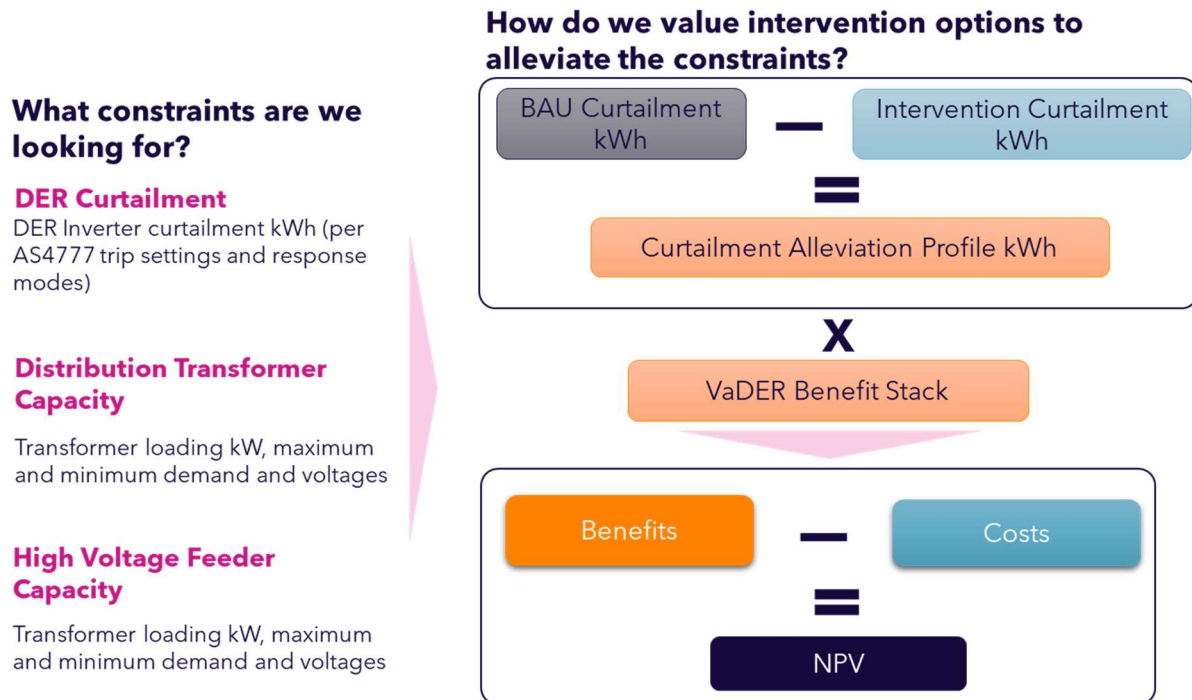 What constraints are we
looking for?
DER Curtailment
DER Inverter curtailment kWh (per
AS4777 trip settings and response
modes)
Distribution Transformer
Capacity
Transformer loading kW, maximum
and minimum demand and voltages
High Voltage Feeder
Capacity
Transformer loading kW, maximum
and minimum demand and voltages
How do we value intervention options to
alleviate the constraints?
BAU Curtailment
kWh
−
Intervention Curtailment
kWh
=
Curtailment Alleviation Profile kWh
x
VaDER Benefit Stack
Benefits
−
Costs
=
NPV